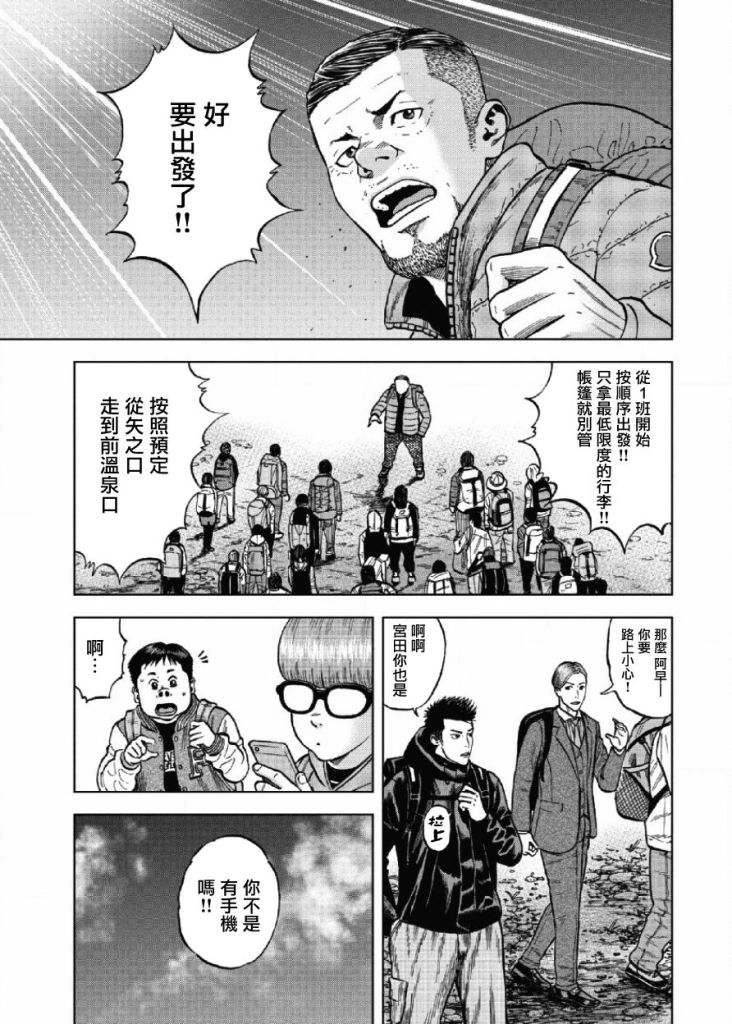 好
要出發了!!
從1班開始
按順序出發!!
只拿最低限度的行李!!
帳篷就別管
按照預定
從矢之口
走到前溫泉口
那麼 阿早—
你要
路上小心！
啊啊
宮田你也是
拉上
啊…
你不是
有手機
嗎!!